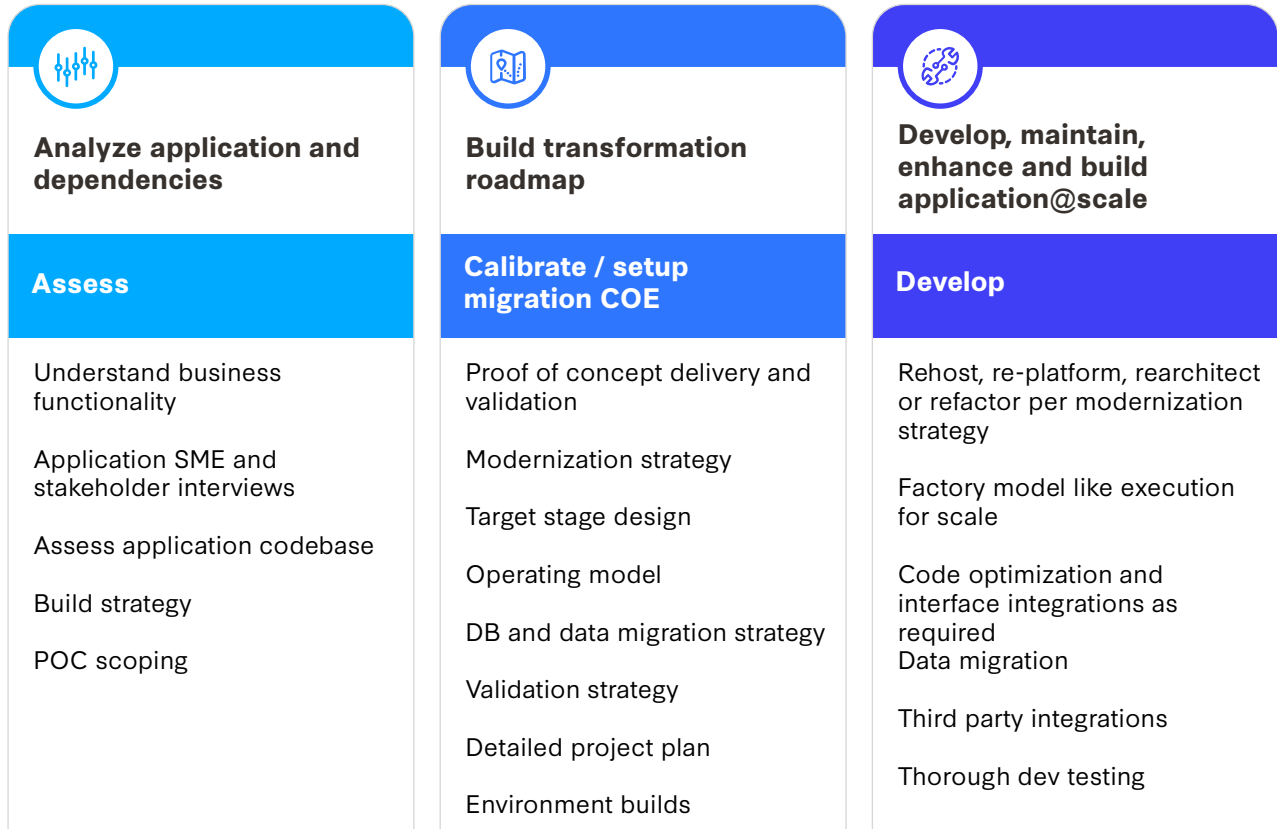 Analyze application and
dependencies
Assess
Understand business
functionality
Application SME and
stakeholder interviews
Assess application codebase
Build strategy
POC scoping
Build transformation
roadmap
Calibrate / setup
migration COE
Proof of concept delivery and
validation
Modernization strategy
Target stage design
Operating model
DB and data migration strategy
Validation strategy
Detailed project plan
Environment builds
Develop, maintain,
enhance and build
application@scale
Develop
Rehost, re-platform, rearchitect
or refactor per modernization
strategy
Factory model like execution
for scale
Code optimization and
interface integrations as
required
Data migration
Third party integrations
Thorough dev testing